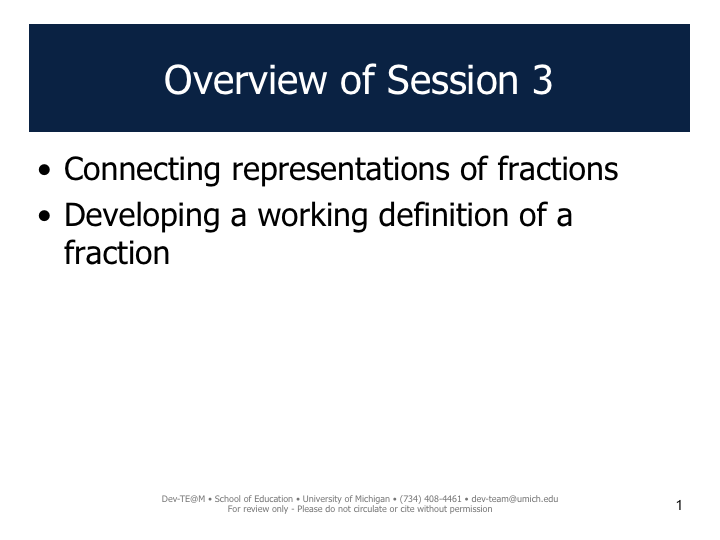 Overview of Session 3
• Connecting representations of fractions
• Developing a working definition of a
fraction
Dev-TE@M • School of Education • University of Michigan • (734) 408-4461 • dev-team@umich.edu
For review only - Please do not circulate or cite without permission
1